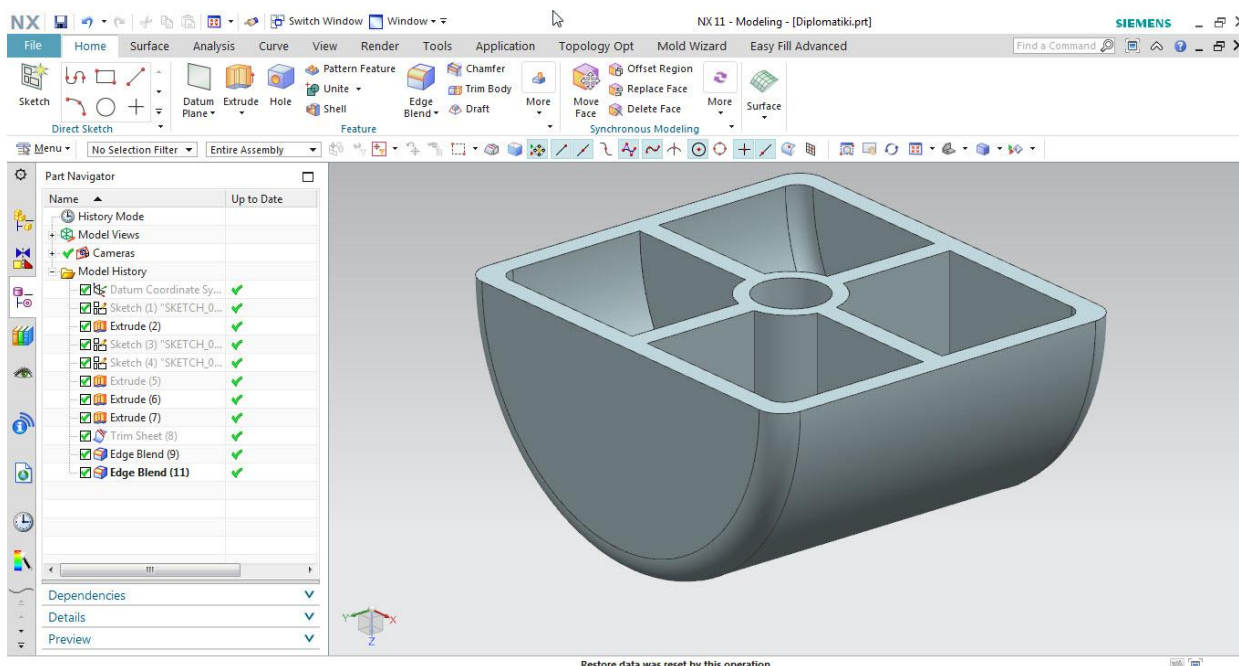 NX Switch Window Window NX 11 - Modeling - [Diplomatiki.prt] SIEMENS
File Home Surface Analysis Curve View Render Tools Application Topology Opt Mold Wizard Easy Fill Advanced Find a Command
Sketch
Direct Sketch
Datum Plane Extrude Hole
Pattern Feature
Unite
Shell
Edge Blend
Chamfer
Trim Body
Draft
More
Feature
Move Face
Offset Region
Replace Face
Delete Face
More
Synchronous Modeling
Surface
Menu No Selection Filter Entire Assembly
Part Navigator
Name Up to Date
History Mode
Model Views
Cameras
Model History
Datum Coordinate Sy...
Sketch (1) "SKETCH_0...
Extrude (2)
Sketch (3) "SKETCH_0...
Sketch (4) "SKETCH_0...
Extrude (5)
Extrude (6)
Extrude (7)
Trim Sheet (8)
Edge Blend (9)
Edge Blend (11)
Dependencies
Details
Preview
Y X
Z
Restore data was reset by this operation